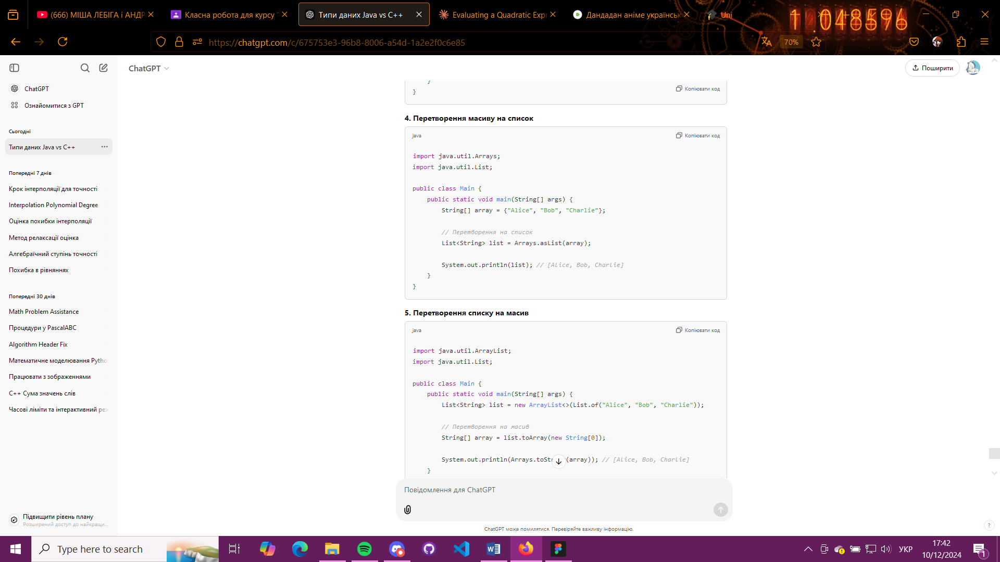 (666) МІША ЛЕБІГА і АНДР
Класна робота для курсу "
Типи даних Java vs C++
Evaluating a Quadratic Expr
Дандадан аніме українськ
Uni
1.048596
https://chatgpt.com/c/675753e3-96b8-8006-a54d-1a2e2f0c6e85
70%
ChatGPT
Поширити
ChatGPT
Ознайомитися з GPT
Сьогодні
Типи даних Java vs C++
Попередні 7 днів
Крок інтерполяції для точності
Interpolation Polynomial Degree
Оцінка похибки інтерполяції
Метод релаксації оцінка
Алгебраїчний ступінь точності
Похибка в рівняннях
Попередні 30 днів
Math Problem Assistance
Процедури у PascalABC
Algorithm Header Fix
Математичне моделювання Pytho
Працювати з зображеннями
C++ Сума значень слів
Часові ліміти та інтерактивний реж
Підвищити рівень плану
Розширений доступ до найкращи...
}
Копіювати код
}
4. Перетворення масиву на список
java
Копіювати код
import java.util.Arrays;
import java.util.List;
public class Main {
public static void main(String[] args) {
String[] array = {"Alice", "Bob", "Charlie"};
// Перетворення на список
List<String> list = Arrays.asList(array);
System.out.println(list); // [Alice, Bob, Charlie]
}
}
5. Перетворення списку на масив
java
Копіювати код
import java.util.ArrayList;
import java.util.List;
public class Main {
public static void main(String[] args) {
List<String> list = new ArrayList<>(List.of("Alice", "Bob", "Charlie"));
// Перетворення на масив
String[] array = list.toArray(new String[0]);
System.out.println(Arrays.toSt (array)); // [Alice, Bob, Charlie]
}
Повідомлення для ChatGPT
ChatGPT може помилятися. Перевіряйте важливу інформацію.
?
Type here to search
УКР
17:42
10/12/2024
1